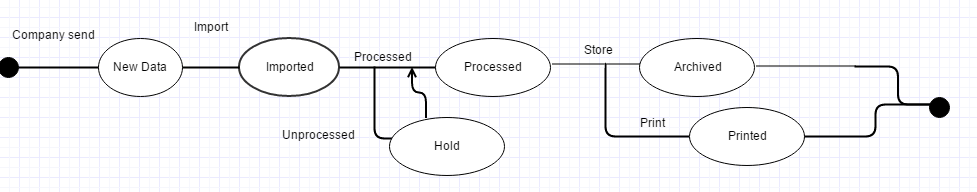 Company send
New Data
Import
Imported
Processed
Unprocessed
Hold
Processed
Store
Archived
Print
Printed